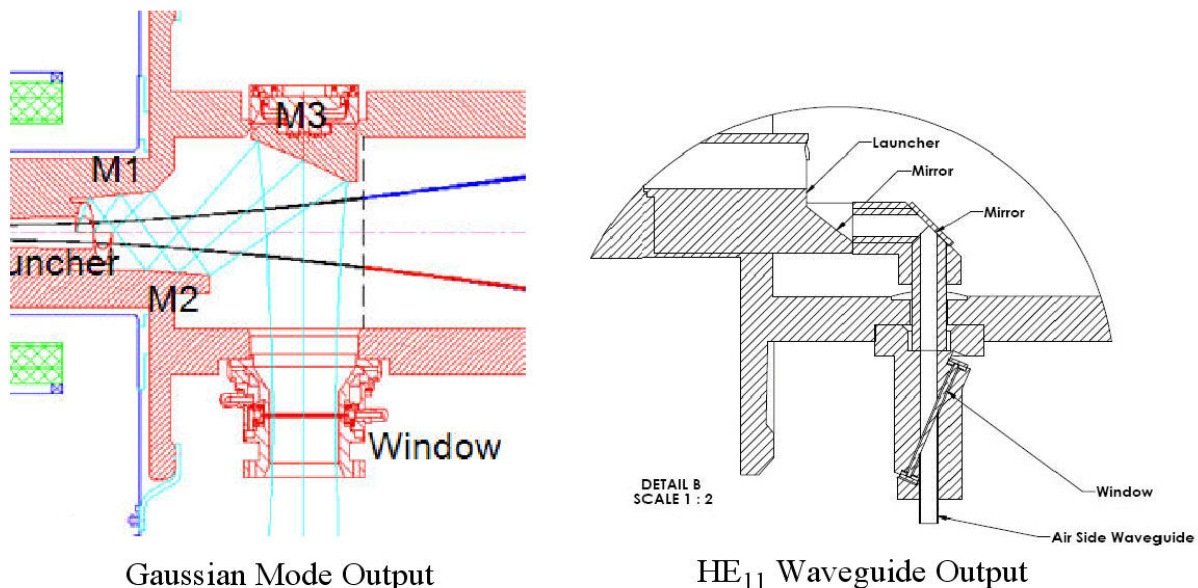 M3
M1
uncher
M2
Window
Gaussian Mode Output
Launcher
Mirror
Mirror
DETAIL B
SCALE 1 : 2
Window
Air Side Waveguide
HE11 Waveguide Output